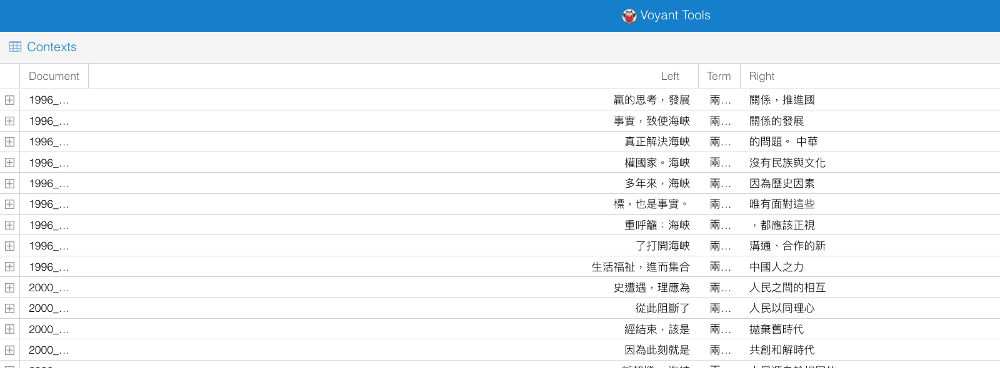 Voyant Tools
Contexts
Document Left Term Right
1996_... 贏的思考，發展 兩... 關係，推進國
1996_... 事實，致使海峽 兩... 關係的發展
1996_... 真正解決海峽 兩... 的問題。 中華
1996_... 權國家。海峽 兩... 沒有民族與文化
1996_... 多年來，海峽 兩... 因為歷史因素
1996_... 標，也是事實。 兩... 唯有面對這些
1996_... 重呼籲：海峽 兩... ，都應該正視
1996_... 了打開海峽 兩... 溝通、合作的新
1996_... 生活福祉，進而集合 兩... 中國人之力
2000_... 史遭遇，理應為 兩... 人民之間的相互
2000_... 從此阻斷了 兩... 人民以同理心
2000_... 經結束，該是 兩... 拋棄舊時代
2000_... 因為此刻就是 兩... 共創和解時代